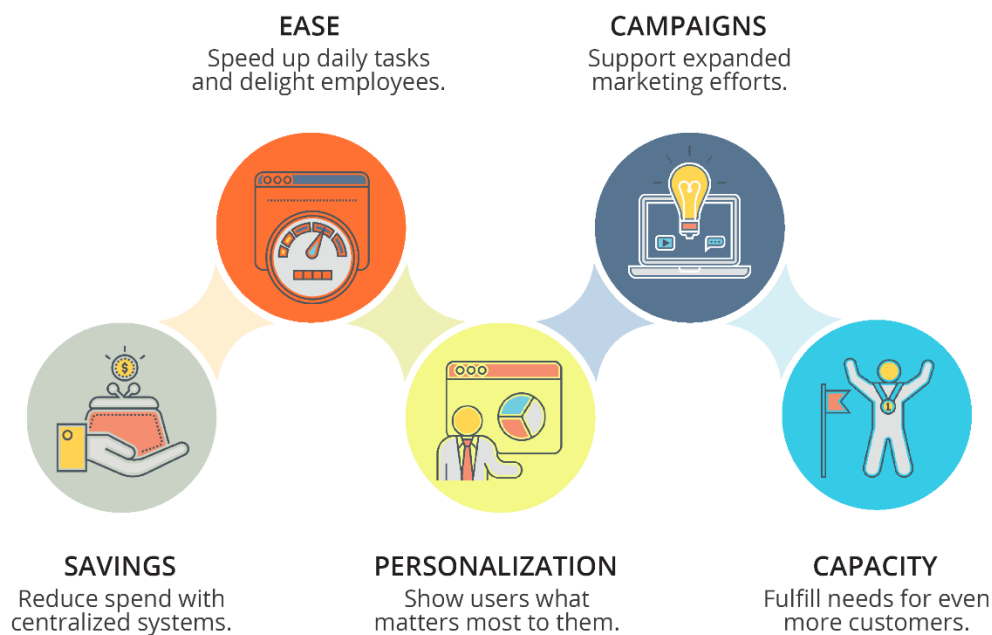 EASE
Speed up daily tasks
and delight employees.
CAMPAIGNS
Support expanded
marketing efforts.
$
1
SAVINGS
Reduce spend with
centralized systems.
PERSONALIZATION
Show users what
matters most to them.
CAPACITY
Fulfill needs for even
more customers.